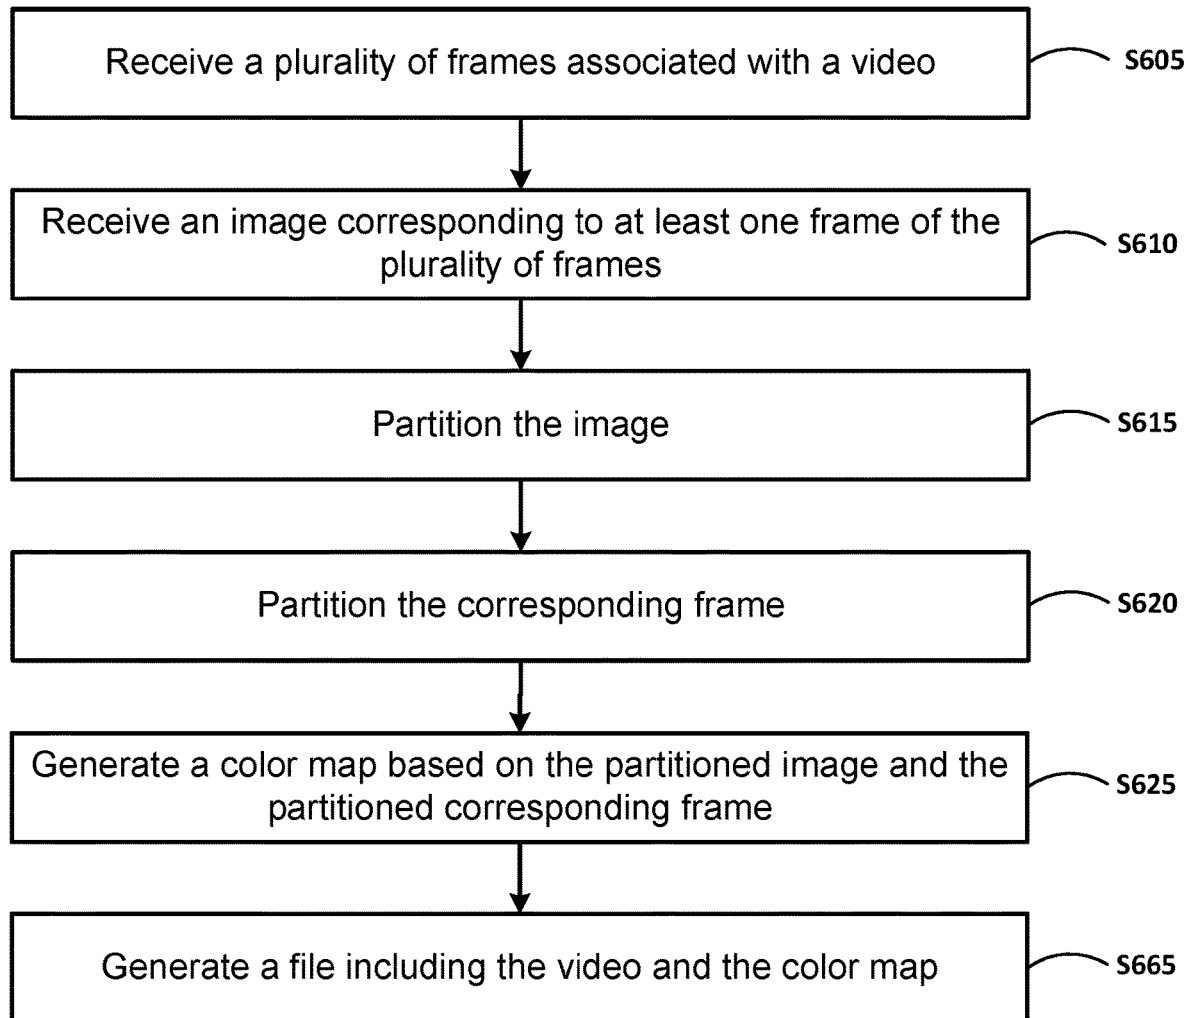 Receive a plurality of frames associated with a video
S605
Receive an image corresponding to at least one frame of the
plurality of frames
S610
Partition the image
S615
Partition the corresponding frame
S620
Generate a color map based on the partitioned image and the
partitioned corresponding frame
S625
Generate a file including the video and the color map
S665